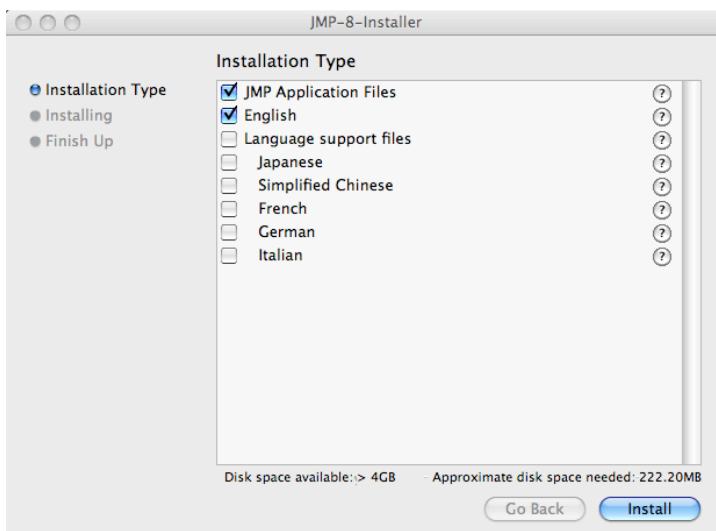 JMP-8-Installer
Installation Type
Installation Type
Installing
Finish Up
JMP Application Files ?
English ?
Language support files ?
Japanese ?
Simplified Chinese ?
French ?
German ?
Italian ?
Disk space available: > 4GB Approximate disk space needed: 222.20MB
Go Back Install